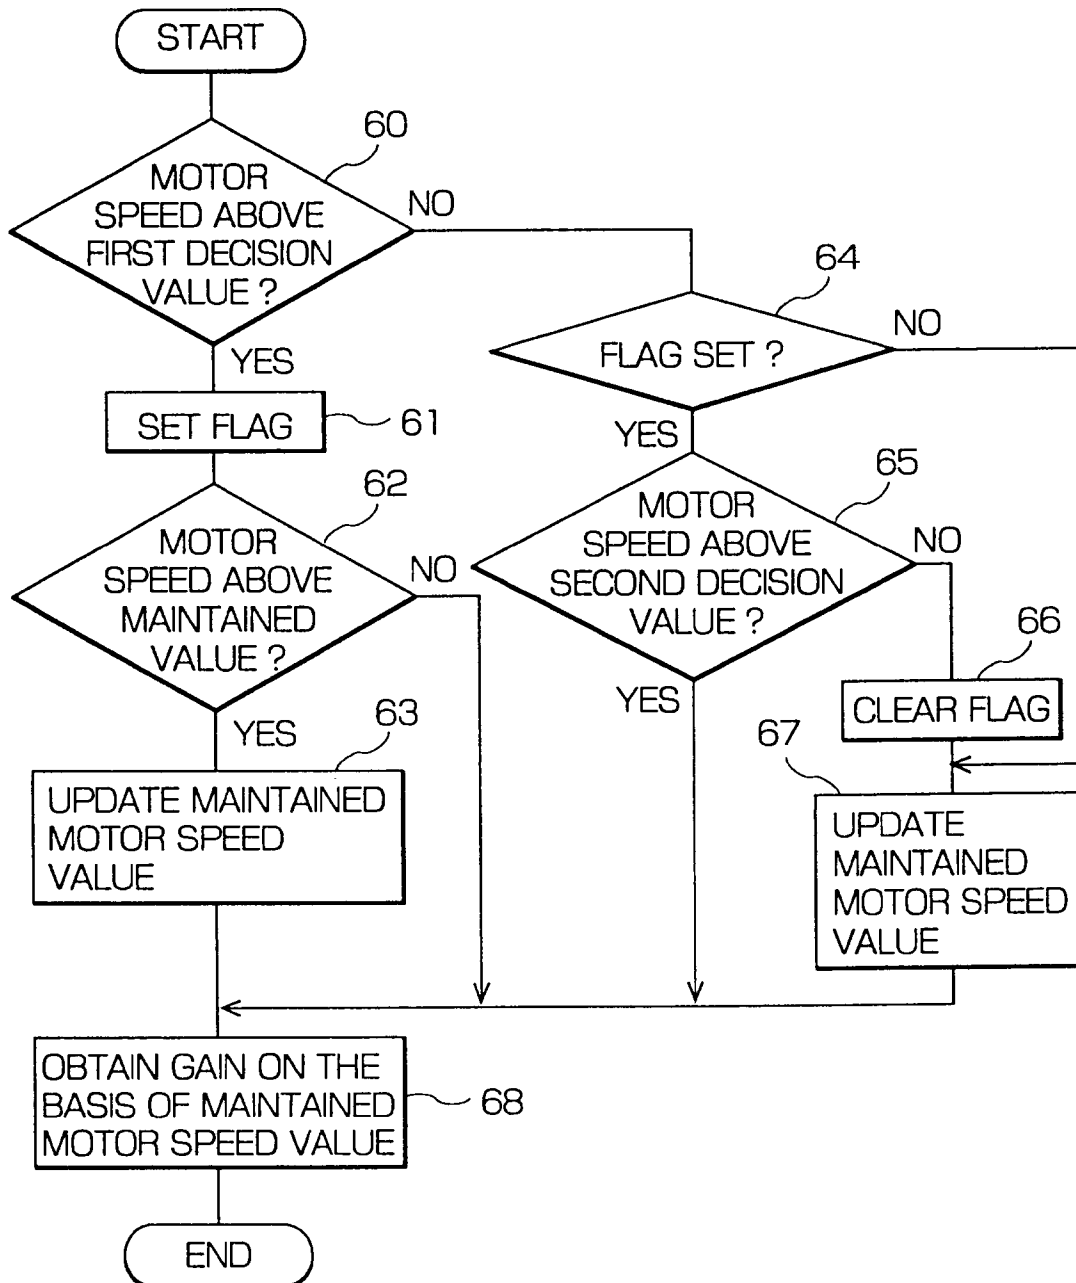 START
60
MOTOR
SPEED ABOVE
FIRST DECISION
VALUE ?
NO
YES
SET FLAG
61
62
MOTOR
SPEED ABOVE
MAINTAINED
VALUE ?
NO
YES
63
UPDATE MAINTAINED
MOTOR SPEED
VALUE
64
FLAG SET ?
NO
YES
65
MOTOR
SPEED ABOVE
SECOND DECISION
VALUE ?
NO
YES
66
CLEAR FLAG
67
UPDATE
MAINTAINED
MOTOR SPEED
VALUE
OBTAIN GAIN ON THE
BASIS OF MAINTAINED
MOTOR SPEED VALUE
68
END